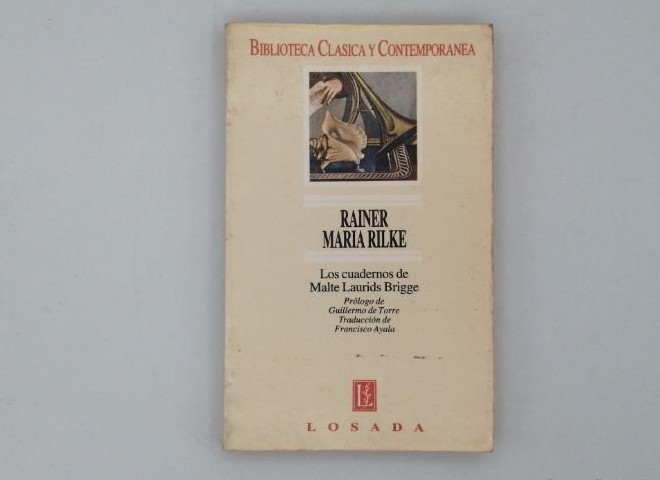 BIBLIOTECA CLASICA Y CONTEMPORANEA
RAINER
MARIA RILKE
Los cuadernos de
Malte Laurids Brigge
Prólogo de
Guillermo de Torre
Traducción de
Francisco Ayala
L
LOSADA